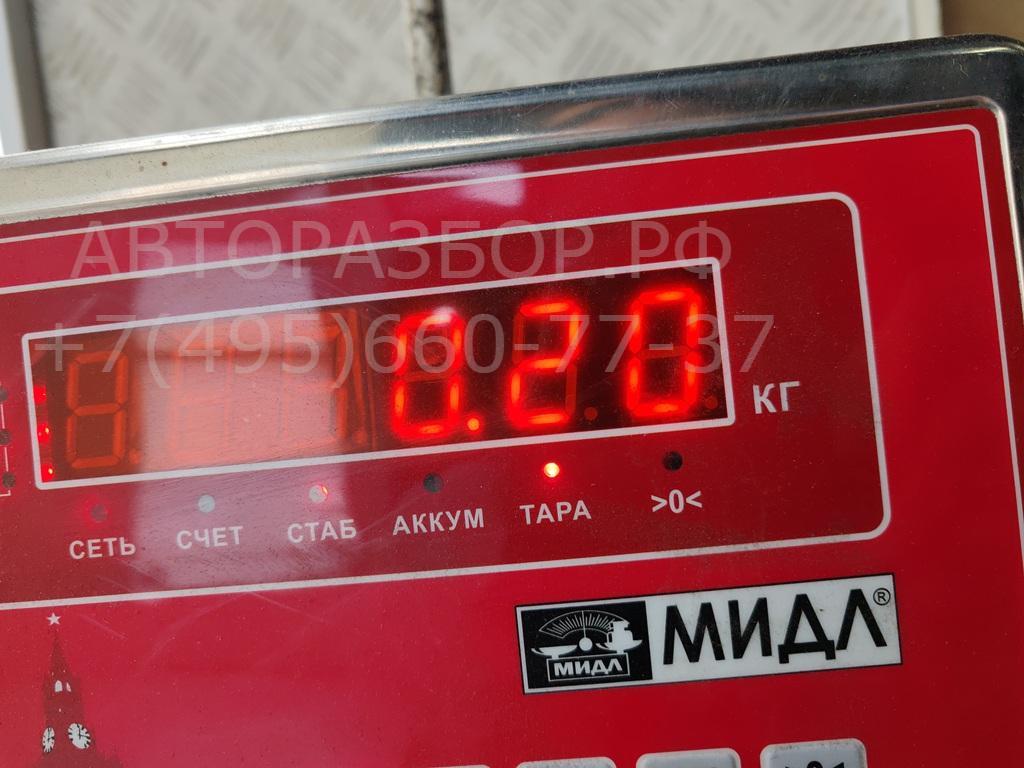 АВТОРАЗБОР.РФ
+7(495)660-77-37
0.20
КГ
СЕТЬ СЧЕТ СТАБ АККУМ ТАРА >0<
МИДЛ МИДЛ®